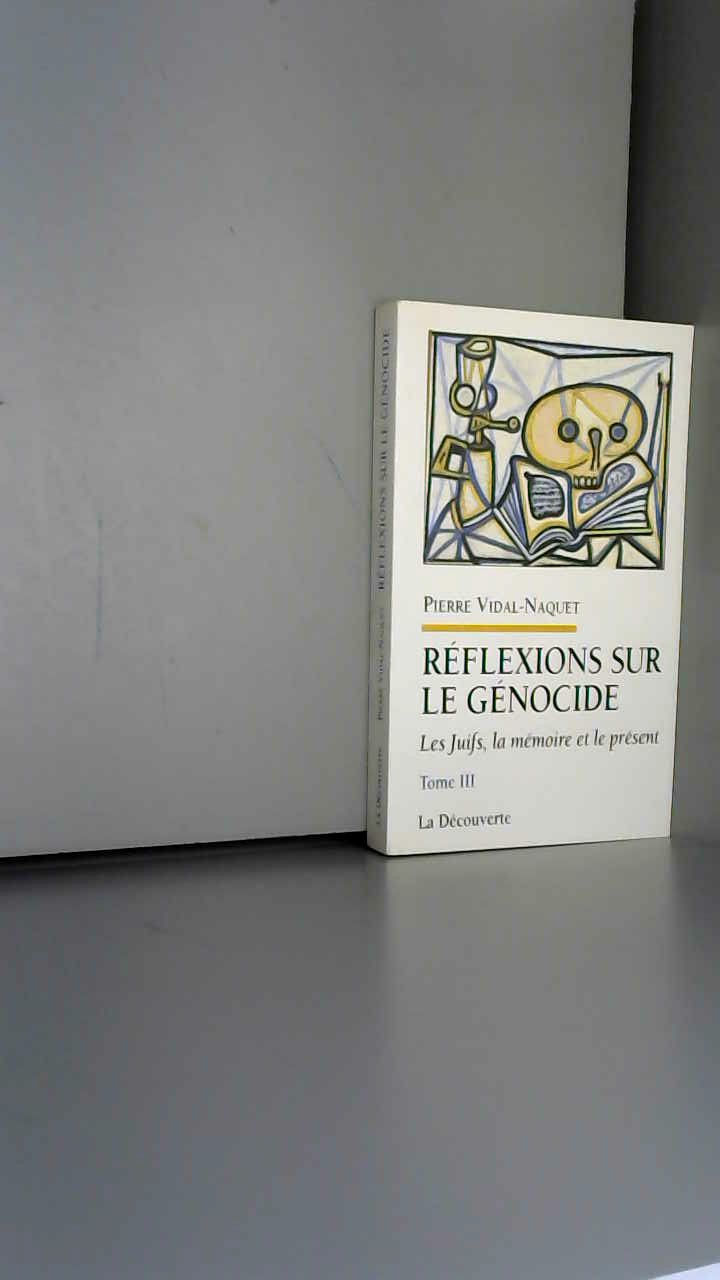 PIERRE VIDAL-NAQUET
RÉFLEXIONS SUR
LE GÉNOCIDE
Les Juifs, la mémoire et le présent
Tome III
La Découverte
LA DÉCOUVERTE PIERRE VIDAL-NAQUET RÉFLEXIONS SUR LE GÉNOCIDE